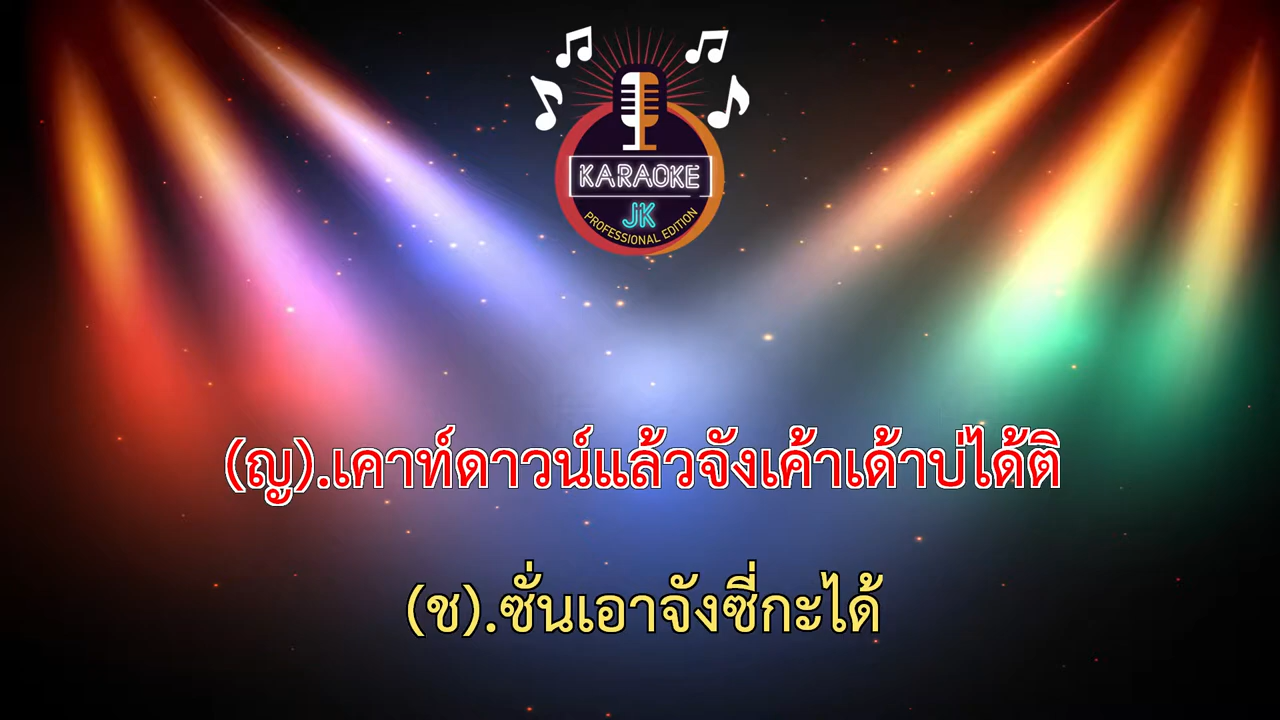 KARAOKE
JK
PROFESSIONAL EDITION
(ญ).เคาท์ดาวน์แล้วจังเค้าเด้าบ่ได้ติ
(ช).ซั่นเอาจังซี่กะได้